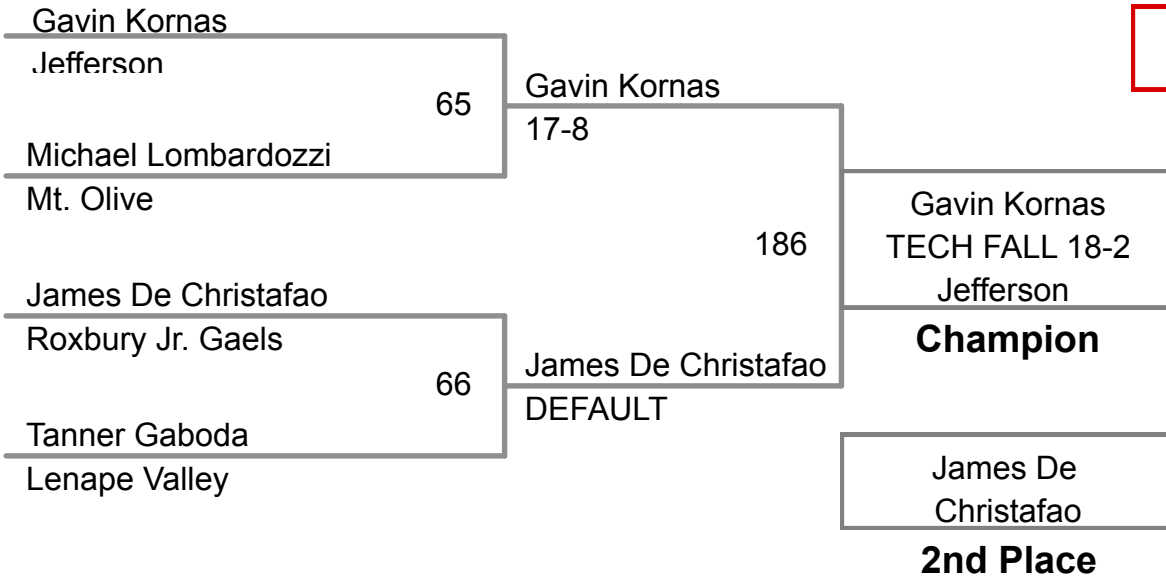 Gavin Kornas
Jefferson
65
Michael Lombardozzi
Mt. Olive
Gavin Kornas
17-8
James De Christafao
Roxbury Jr. Gaels
66
Tanner Gaboda
Lenape Valley
James De Christafao
DEFAULT
186
Gavin Kornas
TECH FALL 18-2
Jefferson
Champion
James De
Christafao
2nd Place